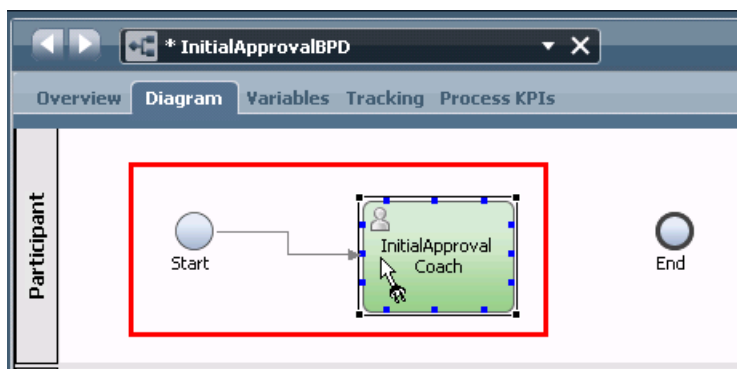 * InitialApprovalBPD
Overview Diagram Variables Tracking Process KPIs
Participant
Start
InitialApproval
Coach
End